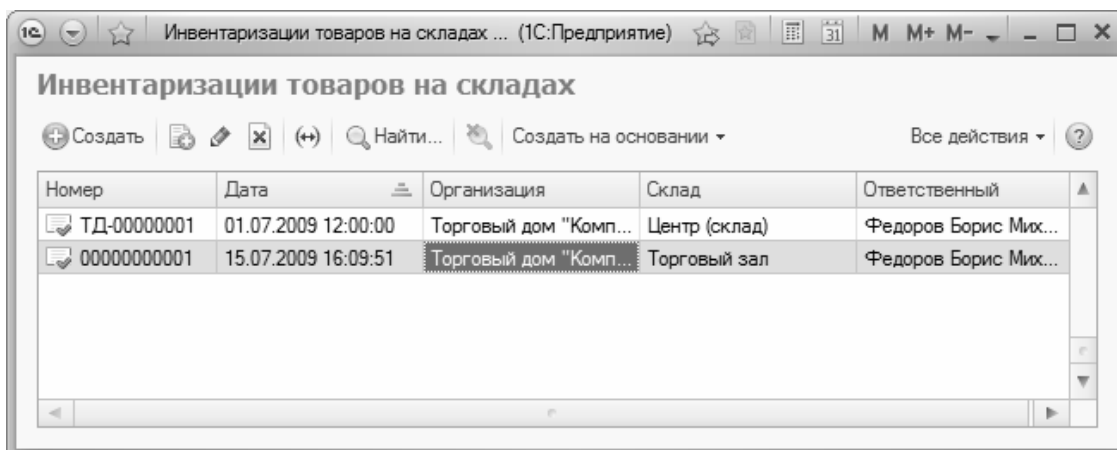 1С Инвентаризации товаров на складах ... (1С:Предприятие) 31 M M+ M-
Инвентаризации товаров на складах
Создать Найти... Создать на основании Все действия ?
Номер Дата Организация Склад Ответственный
ТД-00000001 01.07.2009 12:00:00 Торговый дом "Комп... Центр (склад) Федоров Борис Мих...
00000000001 15.07.2009 16:09:51 Торговый дом "Комп... Торговый зал Федоров Борис Мих...